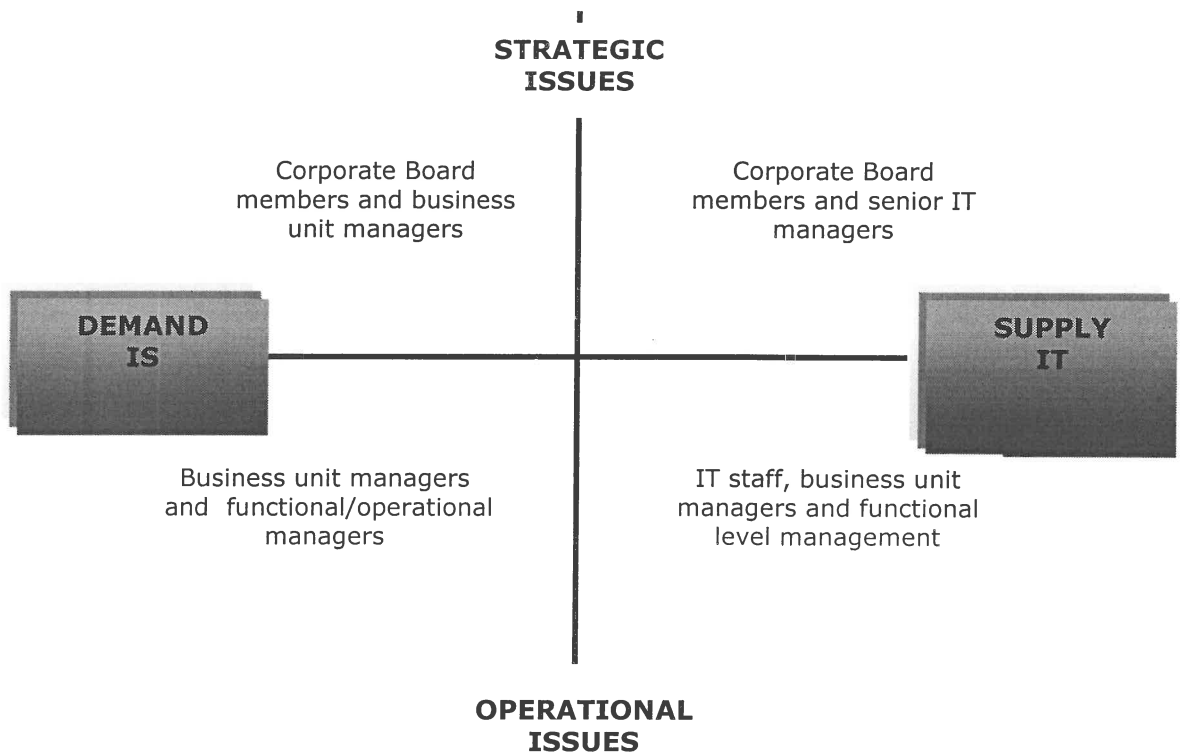 STRATEGIC
ISSUES
Corporate Board
members and business
unit managers
Corporate Board
members and senior IT
managers
DEMAND
IS
SUPPLY
IT
Business unit managers
and functional/operational
managers
IT staff, business unit
managers and functional
level management
OPERATIONAL
ISSUES